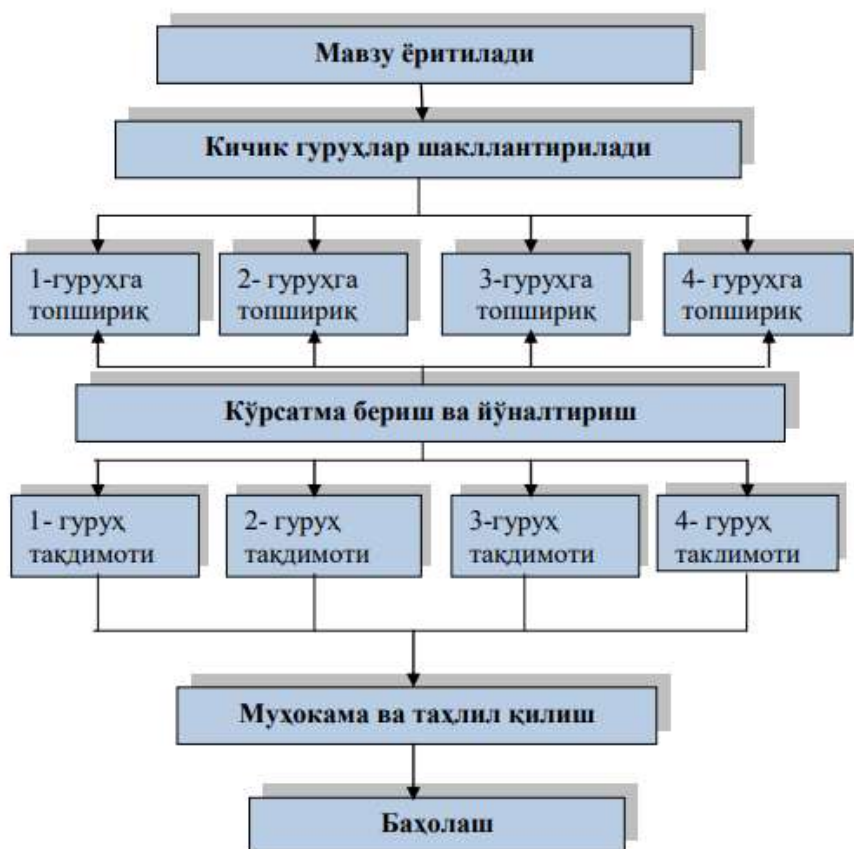 Мавзу ёритилади
Кичик гуруҳлар шакллантирилади
1-гуруҳга
топшириқ
2- гуруҳга
топшириқ
3-гуруҳга
топшириқ
4- гуруҳга
топшириқ
Кўрсатма бериш ва йўналтириш
1- гуруҳ
тақдимоти
2- гуруҳ
тақдимоти
3-гуруҳ
тақдимоти
4- гуруҳ
тақдимоти
Муҳокама ва таҳлил қилиш
Баҳолаш